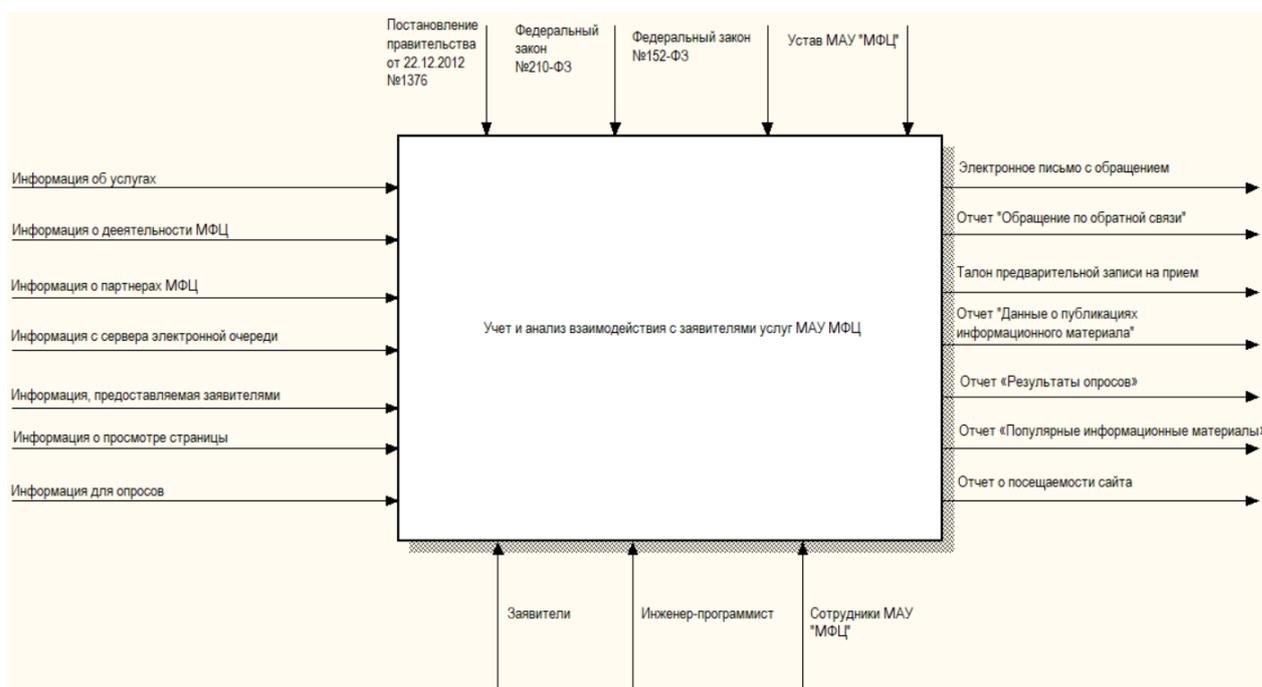 Постановление
правительства
от 22.12.2012
№1376
Федеральный
закон
№210-ФЗ
Федеральный закон
№152-ФЗ
Устав МАУ "МФЦ"
Информация об услугах
Информация о дееятельности МФЦ
Информация о партнерах МФЦ
Информация с сервера электронной очереди
Информация, предоставляемая заявителями
Информация о просмотре страницы
Информация для опросов
Учет и анализ взаимодействия с заявителями услуг МАУ МФЦ
Электронное письмо с обращением
Отчет "Обращение по обратной связи"
Талон предварительной записи на прием
Отчет "Данные о публикациях
информационного материала"
Отчет «Результаты опросов»
Отчет «Популярные информационные материалы»
Отчет о посещаемости сайта
Заявители
Инженер-программист
Сотрудники МАУ
"МФЦ"